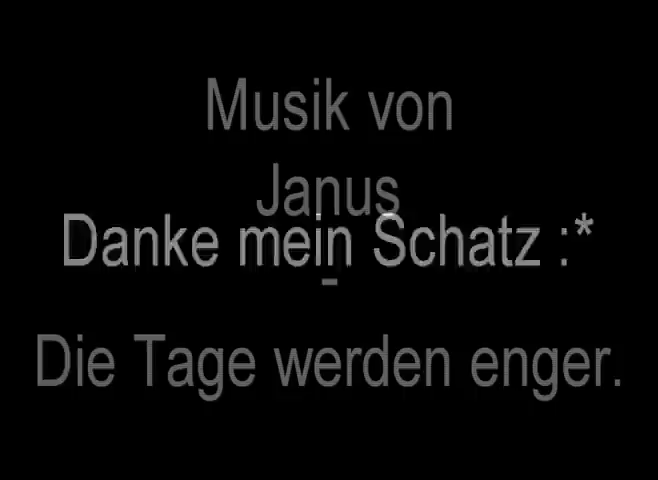 Musik von
Janus
Danke mein Schatz :*
-
Die Tage werden enger.